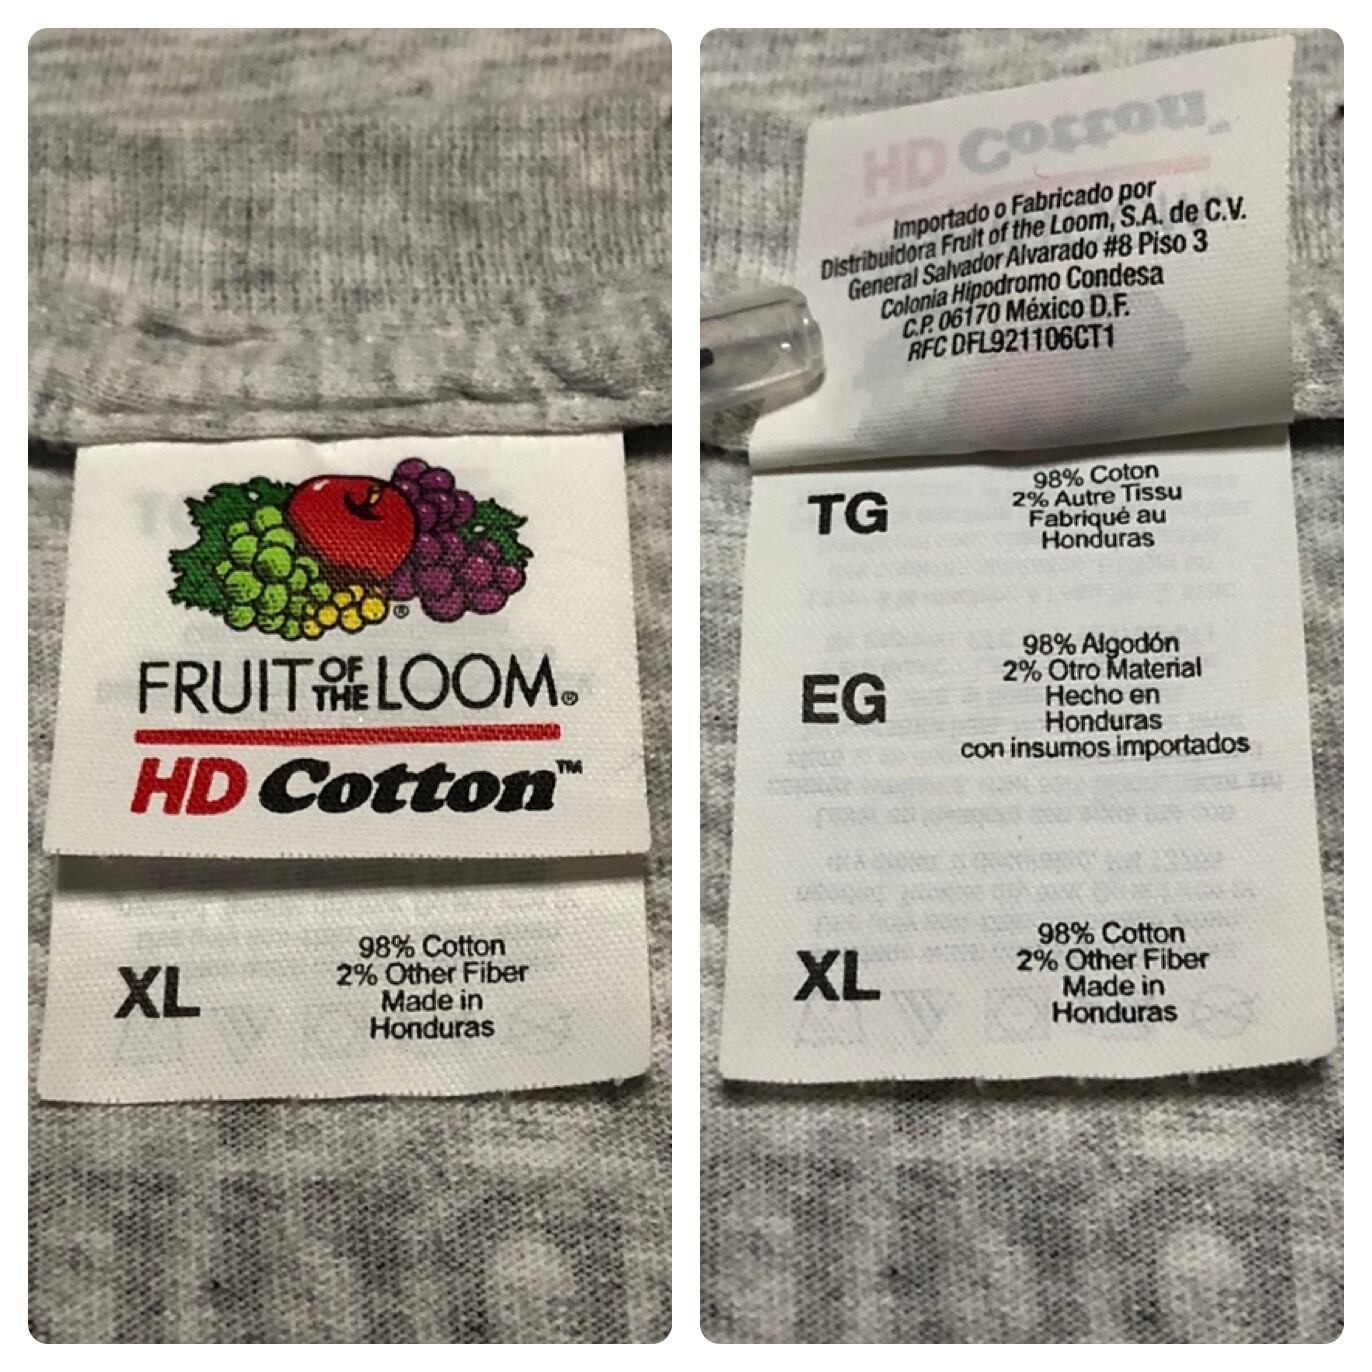 FRUIT OF THE LOOM®
HD Cotton™
XL
98% Cotton
2% Other Fiber
Made in
Honduras
HD Cotton™
Importado o Fabricado por
Distribuidora Fruit of the Loom, S.A. de C.V.
General Salvador Alvarado #8 Piso 3
Colonia Hipodromo Condesa
C.P. 06170 México D.F.
RFC DFL921106CT1
TG
98% Coton
2% Autre Tissu
Fabriqué au
Honduras
EG
98% Algodón
2% Otro Material
Hecho en
Honduras
con insumos importados
XL
98% Cotton
2% Other Fiber
Made in
Honduras